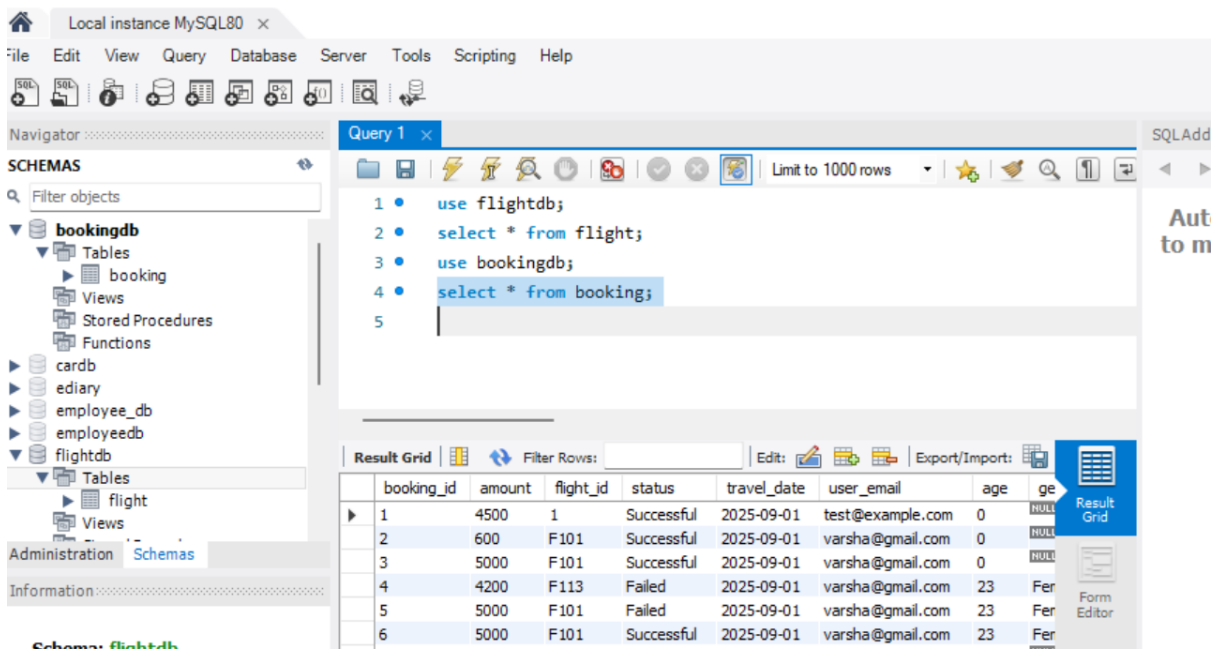 Local instance MySQL80 ×
File Edit View Query Database Server Tools Scripting Help
Navigator
SCHEMAS
Filter objects
bookingdb
Tables
booking
Views
Stored Procedures
Functions
cardb
ediary
employee_db
employeedb
flightdb
Tables
flight
Views
Administration Schemas
Information
Schema: flightdb
Query 1 ×
Limit to 1000 rows
1 use flightdb;
2 select * from flight;
3 use bookingdb;
4 select * from booking;
5
Result Grid Filter Rows: Edit: Export/Import:
booking_id amount flight_id status travel_date user_email age ge
1 4500 1 Successful 2025-09-01 test@example.com 0 NULL
2 600 F101 Successful 2025-09-01 varsha@gmail.com 0 NULL
3 5000 F101 Successful 2025-09-01 varsha@gmail.com 0 NULL
4 4200 F113 Failed 2025-09-01 varsha@gmail.com 23 Fer
5 5000 F101 Failed 2025-09-01 varsha@gmail.com 23 Fer
6 5000 F101 Successful 2025-09-01 varsha@gmail.com 23 Fer
Result
Grid
Form
Editor
SQLAdd
Aut
to m